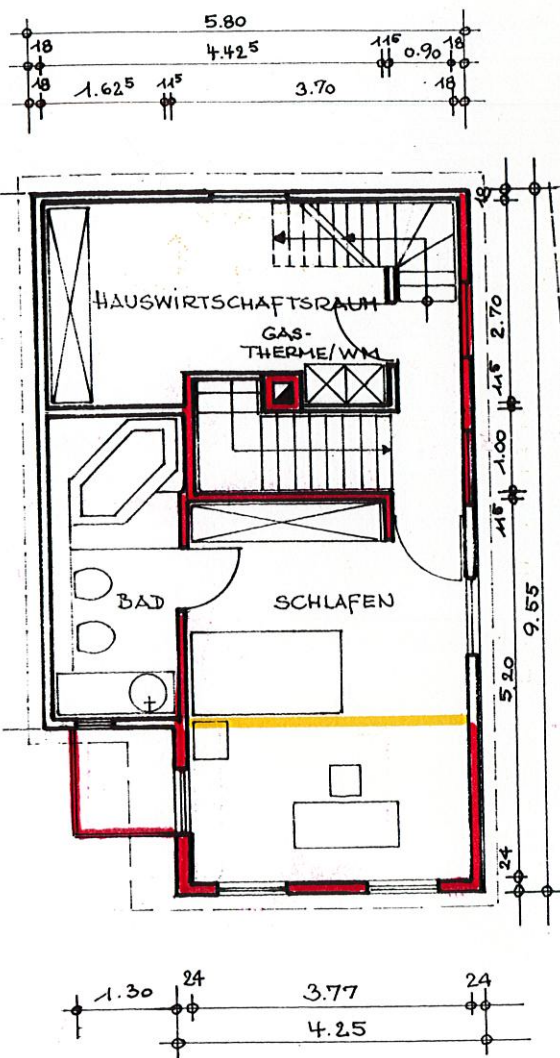 5.80
18 4.42⁵ 11⁵ 0.90 18
18 1.62⁵ 11⁵ 3.70 18
18
HAUSWIRTSCHAFTSRAUM
GAS-
THERME/WM
2.70
11⁵
1.00
11⁵
BAD
SCHLAFEN
9.55
5.20
24
1.30 24 3.77 24
4.25